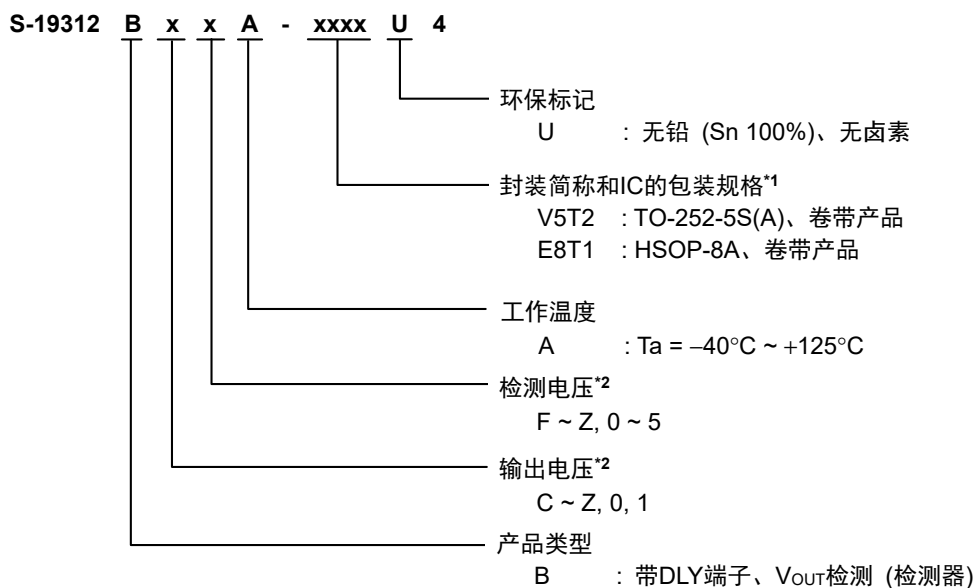 S-19312 B x x A - xxxx U 4
环保标记
U : 无铅 (Sn 100%)、无卤素
封装简称和IC的包装规格*1
V5T2 : TO-252-5S(A)、卷带产品
E8T1 : HSOP-8A、卷带产品
工作温度
A : Ta = −40°C ~ +125°C
检测电压*2
F ~ Z, 0 ~ 5
输出电压*2
C ~ Z, 0, 1
产品类型
B : 带DLY端子、VOUT检测 (检测器)